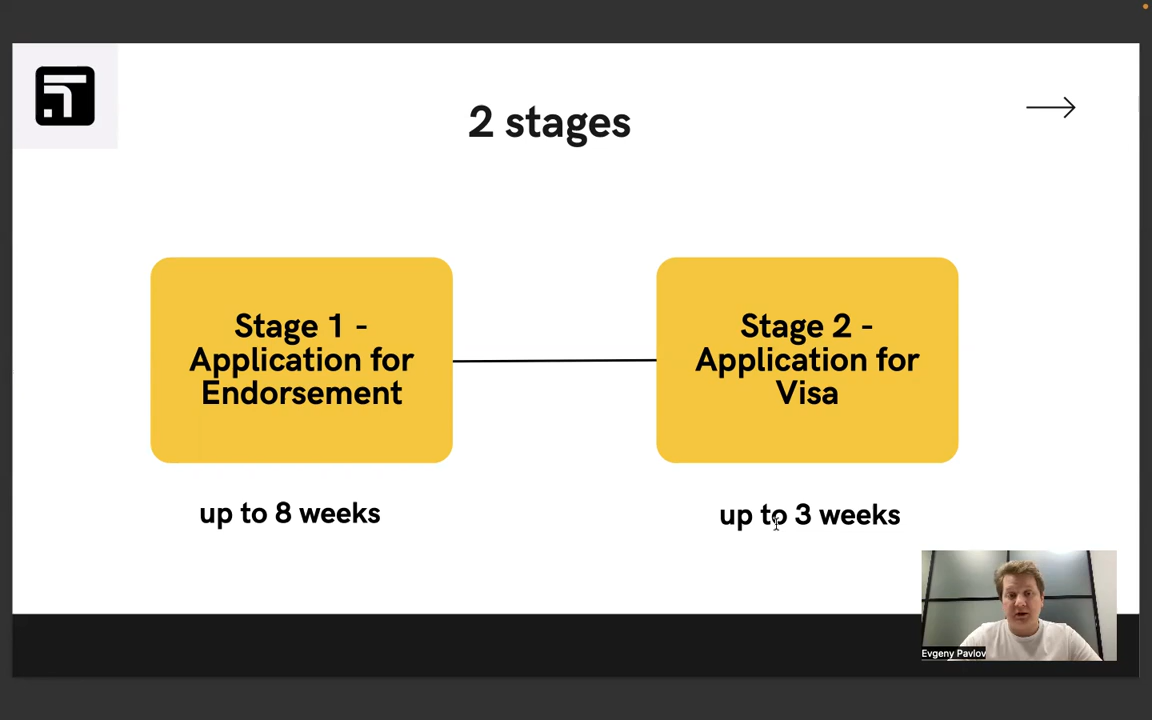 2 stages
Stage 1 -
Application for
Endorsement
Stage 2 -
Application for
Visa
up to 8 weeks
up to 3 weeks
Evgeny Pavlov